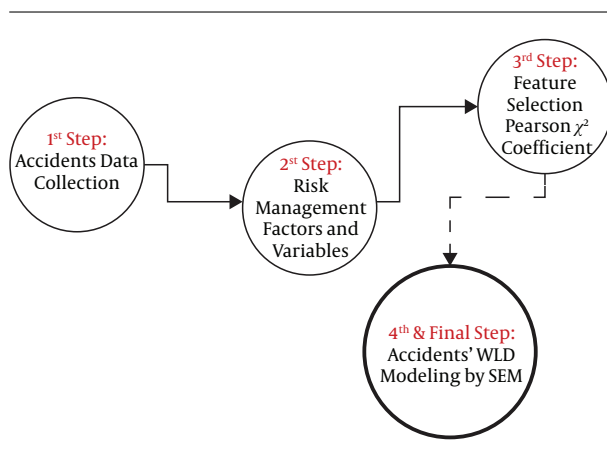 1st Step:
Accidents Data
Collection
2st Step:
Risk
Management
Factors and
Variables
3rd Step:
Feature
Selection
Pearson χ²
Coefficient
4th & Final Step:
Accidents' WLD
Modeling by SEM